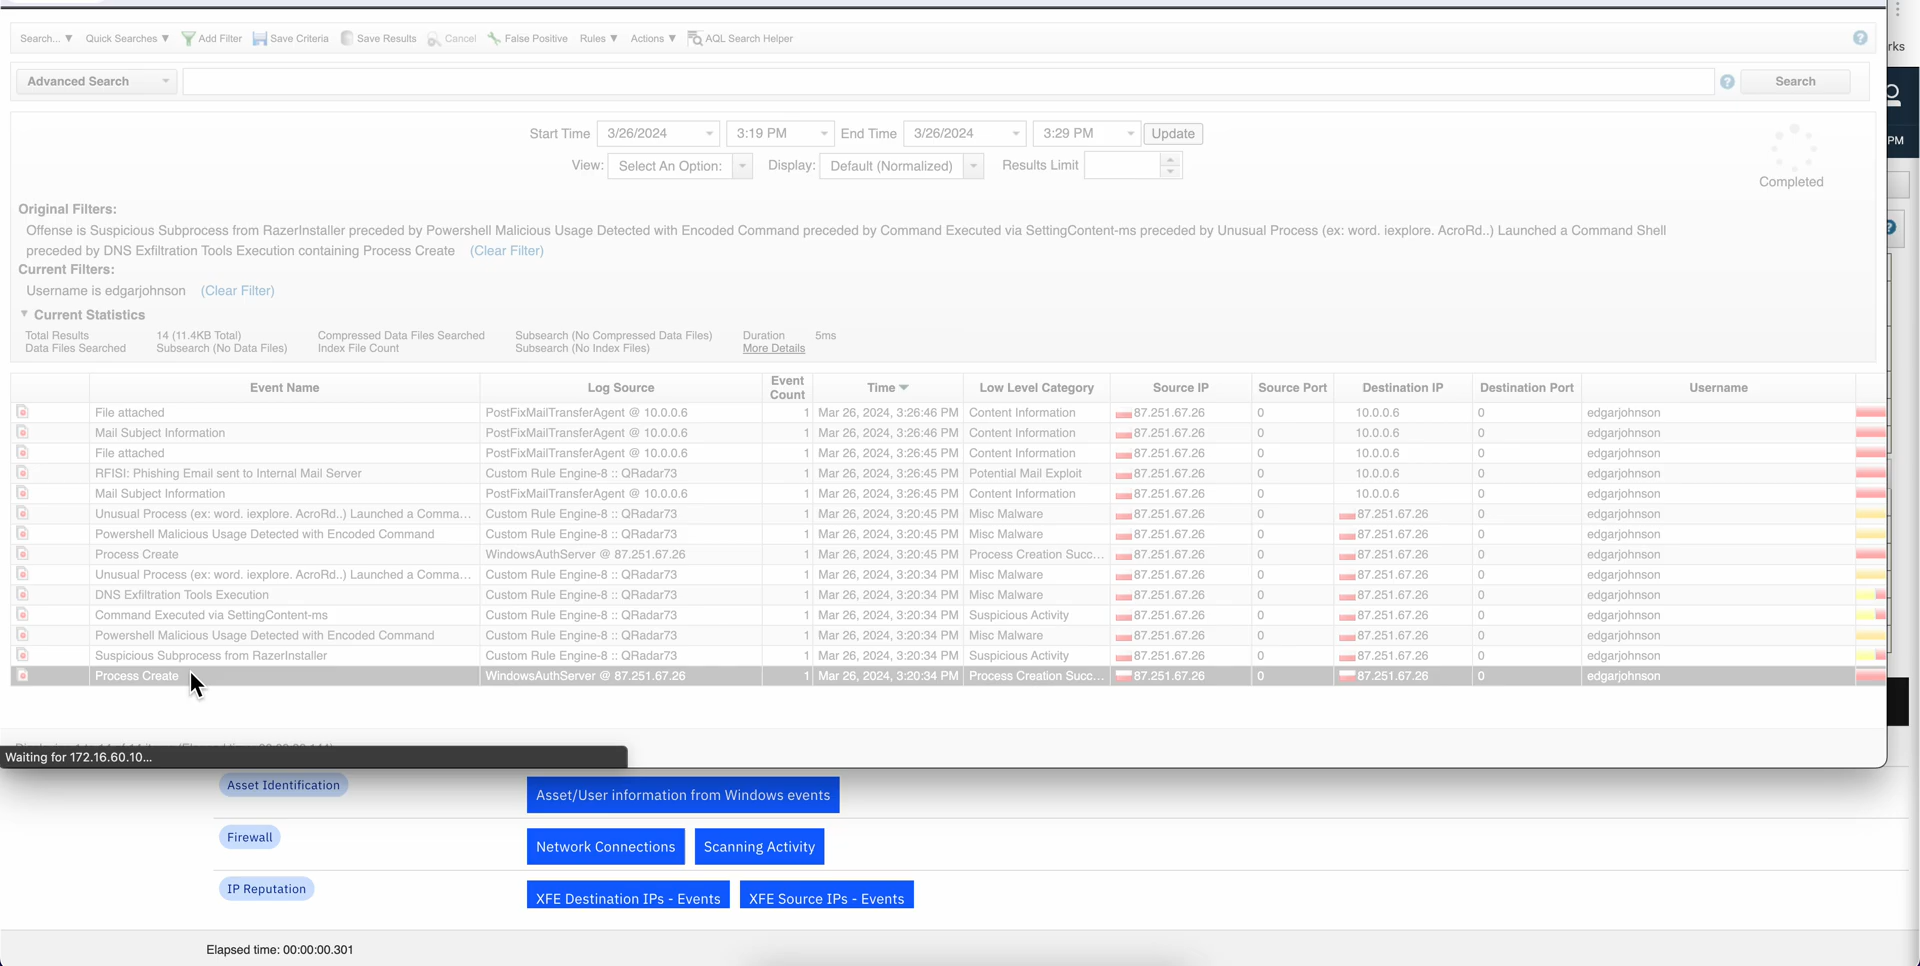 rks
Search... ▼ Quick Searches ▼ Add Filter Save Criteria Save Results Cancel False Positive Rules ▼ Actions ▼ AQL Search Helper
Advanced Search Search
PM
Start Time 3/26/2024 3:19 PM End Time 3/26/2024 3:29 PM Update
View: Select An Option: Display: Default (Normalized) Results Limit
Completed
Original Filters:
Offense is Suspicious Subprocess from RazerInstaller preceded by Powershell Malicious Usage Detected with Encoded Command preceded by Command Executed via SettingContent-ms preceded by Unusual Process (ex: word. iexplore. AcroRd..) Launched a Command Shell
preceded by DNS Exfiltration Tools Execution containing Process Create (Clear Filter)
Current Filters:
Username is edgarjohnson (Clear Filter)
▼ Current Statistics
Total Results 14 (11.4KB Total) Compressed Data Files Searched Subsearch (No Compressed Data Files) Duration 5ms
Data Files Searched Subsearch (No Data Files) Index File Count Subsearch (No Index Files) More Details
Event Name Log Source Event Count Time ▼ Low Level Category Source IP Source Port Destination IP Destination Port Username
File attached PostFixMailTransferAgent @ 10.0.0.6 1 Mar 26, 2024, 3:26:46 PM Content Information 87.251.67.26 0 10.0.0.6 0 edgarjohnson
Mail Subject Information PostFixMailTransferAgent @ 10.0.0.6 1 Mar 26, 2024, 3:26:46 PM Content Information 87.251.67.26 0 10.0.0.6 0 edgarjohnson
File attached PostFixMailTransferAgent @ 10.0.0.6 1 Mar 26, 2024, 3:26:45 PM Content Information 87.251.67.26 0 10.0.0.6 0 edgarjohnson
RFISI: Phishing Email sent to Internal Mail Server Custom Rule Engine-8 :: QRadar73 1 Mar 26, 2024, 3:26:45 PM Potential Mail Exploit 87.251.67.26 0 10.0.0.6 0 edgarjohnson
Mail Subject Information PostFixMailTransferAgent @ 10.0.0.6 1 Mar 26, 2024, 3:26:45 PM Content Information 87.251.67.26 0 10.0.0.6 0 edgarjohnson
Unusual Process (ex: word. iexplore. AcroRd..) Launched a Comma... Custom Rule Engine-8 :: QRadar73 1 Mar 26, 2024, 3:20:45 PM Misc Malware 87.251.67.26 0 87.251.67.26 0 edgarjohnson
Powershell Malicious Usage Detected with Encoded Command Custom Rule Engine-8 :: QRadar73 1 Mar 26, 2024, 3:20:45 PM Misc Malware 87.251.67.26 0 87.251.67.26 0 edgarjohnson
Process Create WindowsAuthServer @ 87.251.67.26 1 Mar 26, 2024, 3:20:45 PM Process Creation Succ... 87.251.67.26 0 87.251.67.26 0 edgarjohnson
Unusual Process (ex: word. iexplore. AcroRd..) Launched a Comma... Custom Rule Engine-8 :: QRadar73 1 Mar 26, 2024, 3:20:34 PM Misc Malware 87.251.67.26 0 87.251.67.26 0 edgarjohnson
DNS Exfiltration Tools Execution Custom Rule Engine-8 :: QRadar73 1 Mar 26, 2024, 3:20:34 PM Misc Malware 87.251.67.26 0 87.251.67.26 0 edgarjohnson
Command Executed via SettingContent-ms Custom Rule Engine-8 :: QRadar73 1 Mar 26, 2024, 3:20:34 PM Suspicious Activity 87.251.67.26 0 87.251.67.26 0 edgarjohnson
Powershell Malicious Usage Detected with Encoded Command Custom Rule Engine-8 :: QRadar73 1 Mar 26, 2024, 3:20:34 PM Misc Malware 87.251.67.26 0 87.251.67.26 0 edgarjohnson
Suspicious Subprocess from RazerInstaller Custom Rule Engine-8 :: QRadar73 1 Mar 26, 2024, 3:20:34 PM Suspicious Activity 87.251.67.26 0 87.251.67.26 0 edgarjohnson
Process Create WindowsAuthServer @ 87.251.67.26 1 Mar 26, 2024, 3:20:34 PM Process Creation Succ... 87.251.67.26 0 87.251.67.26 0 edgarjohnson
Waiting for 172.16.60.10...
Asset Identification Asset/User information from Windows events
Firewall Network Connections Scanning Activity
IP Reputation XFE Destination IPs - Events XFE Source IPs - Events
Elapsed time: 00:00:00.301